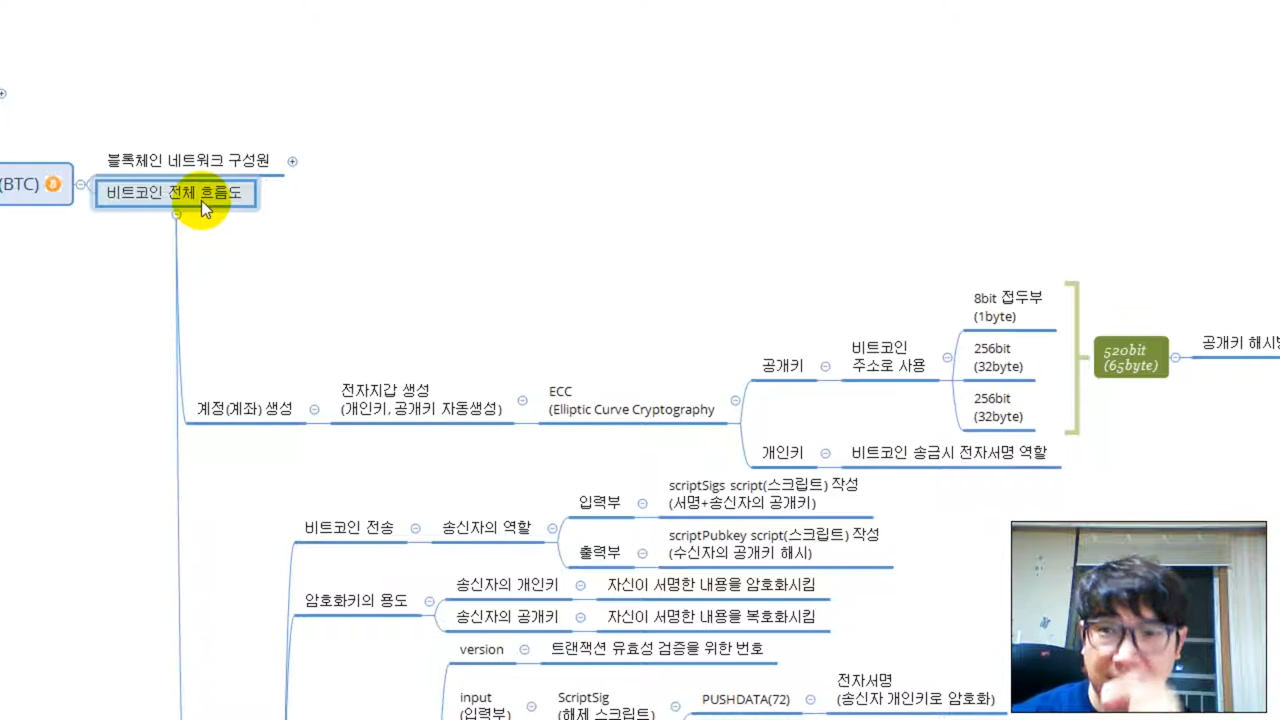 (BTC)
블록체인 네트워크 구성원
비트코인 전체 흐름도
계정(계좌) 생성
전자지갑 생성
(개인키, 공개키 자동생성)
ECC
(Elliptic Curve Cryptography
공개키
비트코인
주소로 사용
8bit 접두부
(1byte)
256bit
(32byte)
256bit
(32byte)
520bit
(65byte)
공개키 해시
개인키
비트코인 송금시 전자서명 역할
비트코인 전송
송신자의 역할
입력부
scriptSigs script(스크립트) 작성
(서명+송신자의 공개키)
출력부
scriptPubkey script(스크립트) 작성
(수신자의 공개키 해시)
암호화키의 용도
송신자의 개인키
자신이 서명한 내용을 암호화시킴
송신자의 공개키
자신이 서명한 내용을 복호화시킴
version
트랜잭션 유효성 검증을 위한 번호
input
(입력부)
ScriptSig
(해제 스크립트)
PUSHDATA(72)
전자서명
(송신자 개인키로 암호화)